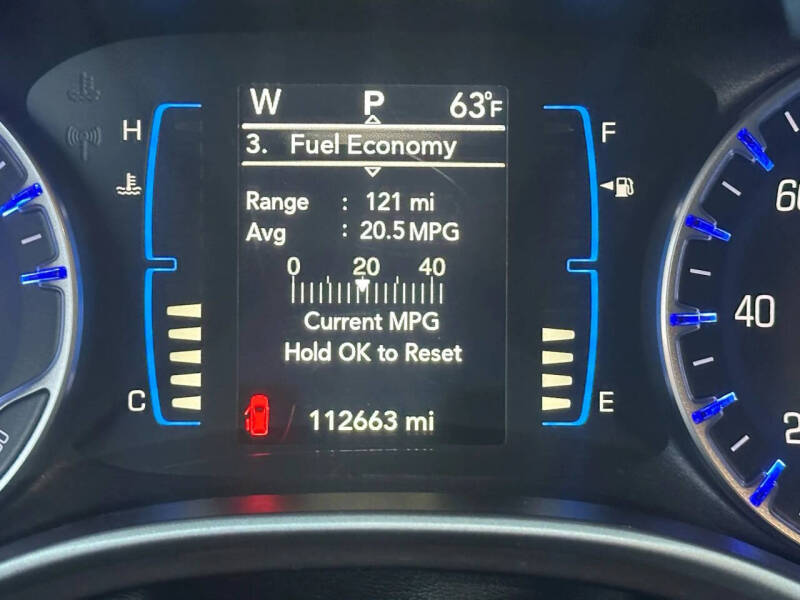 W P 63°F
H F
3. Fuel Economy
Range : 121 mi
Avg : 20.5 MPG
0 20 40
Current MPG
Hold OK to Reset
C E
112663 mi
40